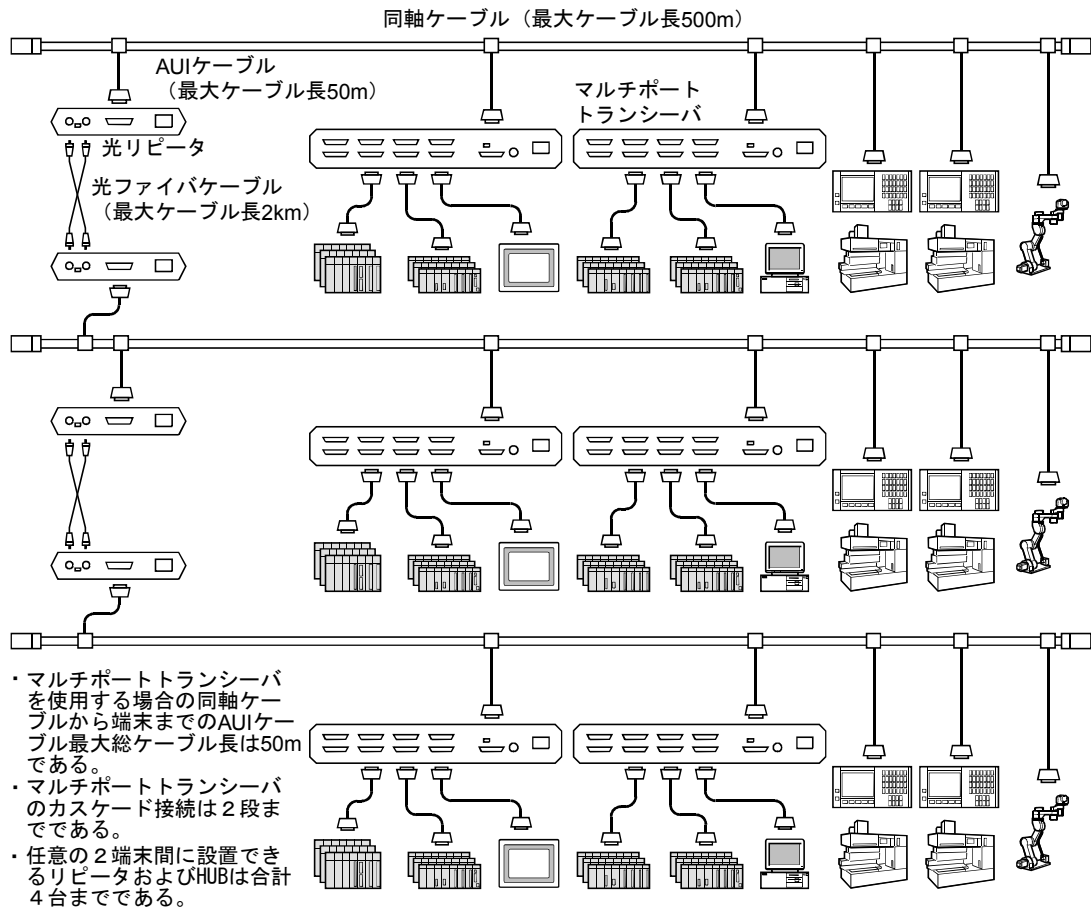 同軸ケーブル（最大ケーブル長500m）
AUIケーブル
（最大ケーブル長50m）
マルチポート
トランシーバ
光リピータ
光ファイバケーブル
（最大ケーブル長2km）
・マルチポートトランシーバ
を使用する場合の同軸ケー
ブルから端末までのAUIケー
ブル最大総ケーブル長は50m
である。
・マルチポートトランシーバ
のカスケード接続は２段ま
でである。
・任意の２端末間に設置でき
るリピータおよびHUBは合計
４台までである。